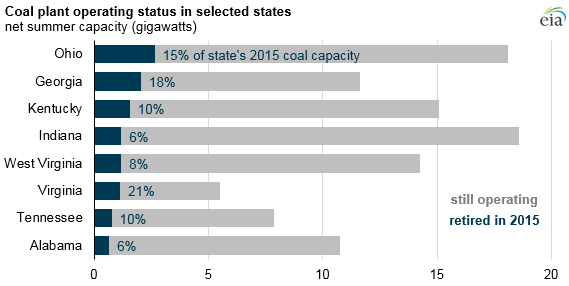 Coal plant operating status in selected states
net summer capacity (gigawatts)
eia
Ohio 15% of state's 2015 coal capacity
Georgia 18%
Kentucky 10%
Indiana 6%
West Virginia 8%
Virginia 21%
Tennessee 10%
Alabama 6%
still operating
retired in 2015
0 5 10 15 20